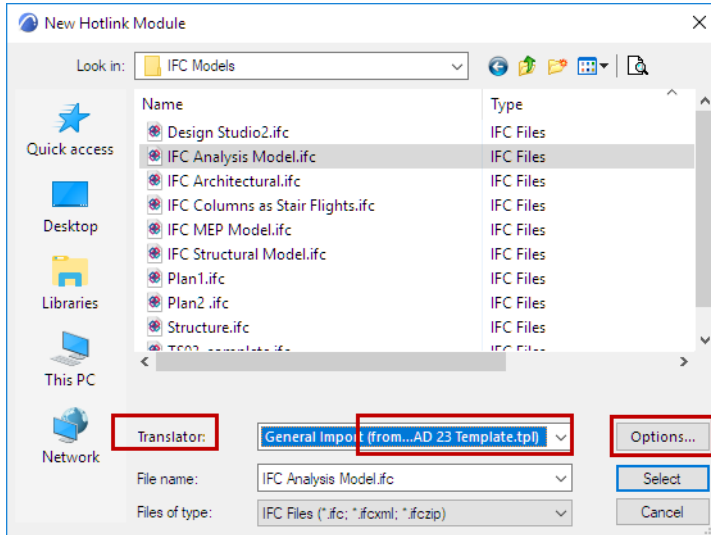 New Hotlink Module
Look in: IFC Models
Quick access
Desktop
Libraries
This PC
Network
Name Type
Design Studio2.ifc IFC Files
IFC Analysis Model.ifc IFC Files
IFC Architectural.ifc IFC Files
IFC Columns as Stair Flights.ifc IFC Files
IFC MEP Model.ifc IFC Files
IFC Structural Model.ifc IFC Files
Plan1.ifc IFC Files
Plan2 .ifc IFC Files
Structure.ifc IFC Files
IFC Files
Translator: General Import (from...AD 23 Template.tpl) Options...
File name: IFC Analysis Model.ifc Select
Files of type: IFC Files (*.ifc; *.ifcxml; *.ifczip) Cancel